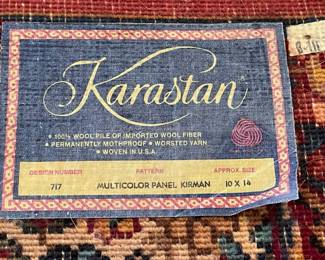 Karastan
• 100% WOOL PILE OF IMPORTED WOOL FIBER
• PERMANENTLY MOTHPROOF • WORSTED YARN
• WOVEN IN U.S.A.
DESIGN NUMBER PATTERN APPROX. SIZE
717 MULTICOLOR PANEL KIRMAN 10 X 14